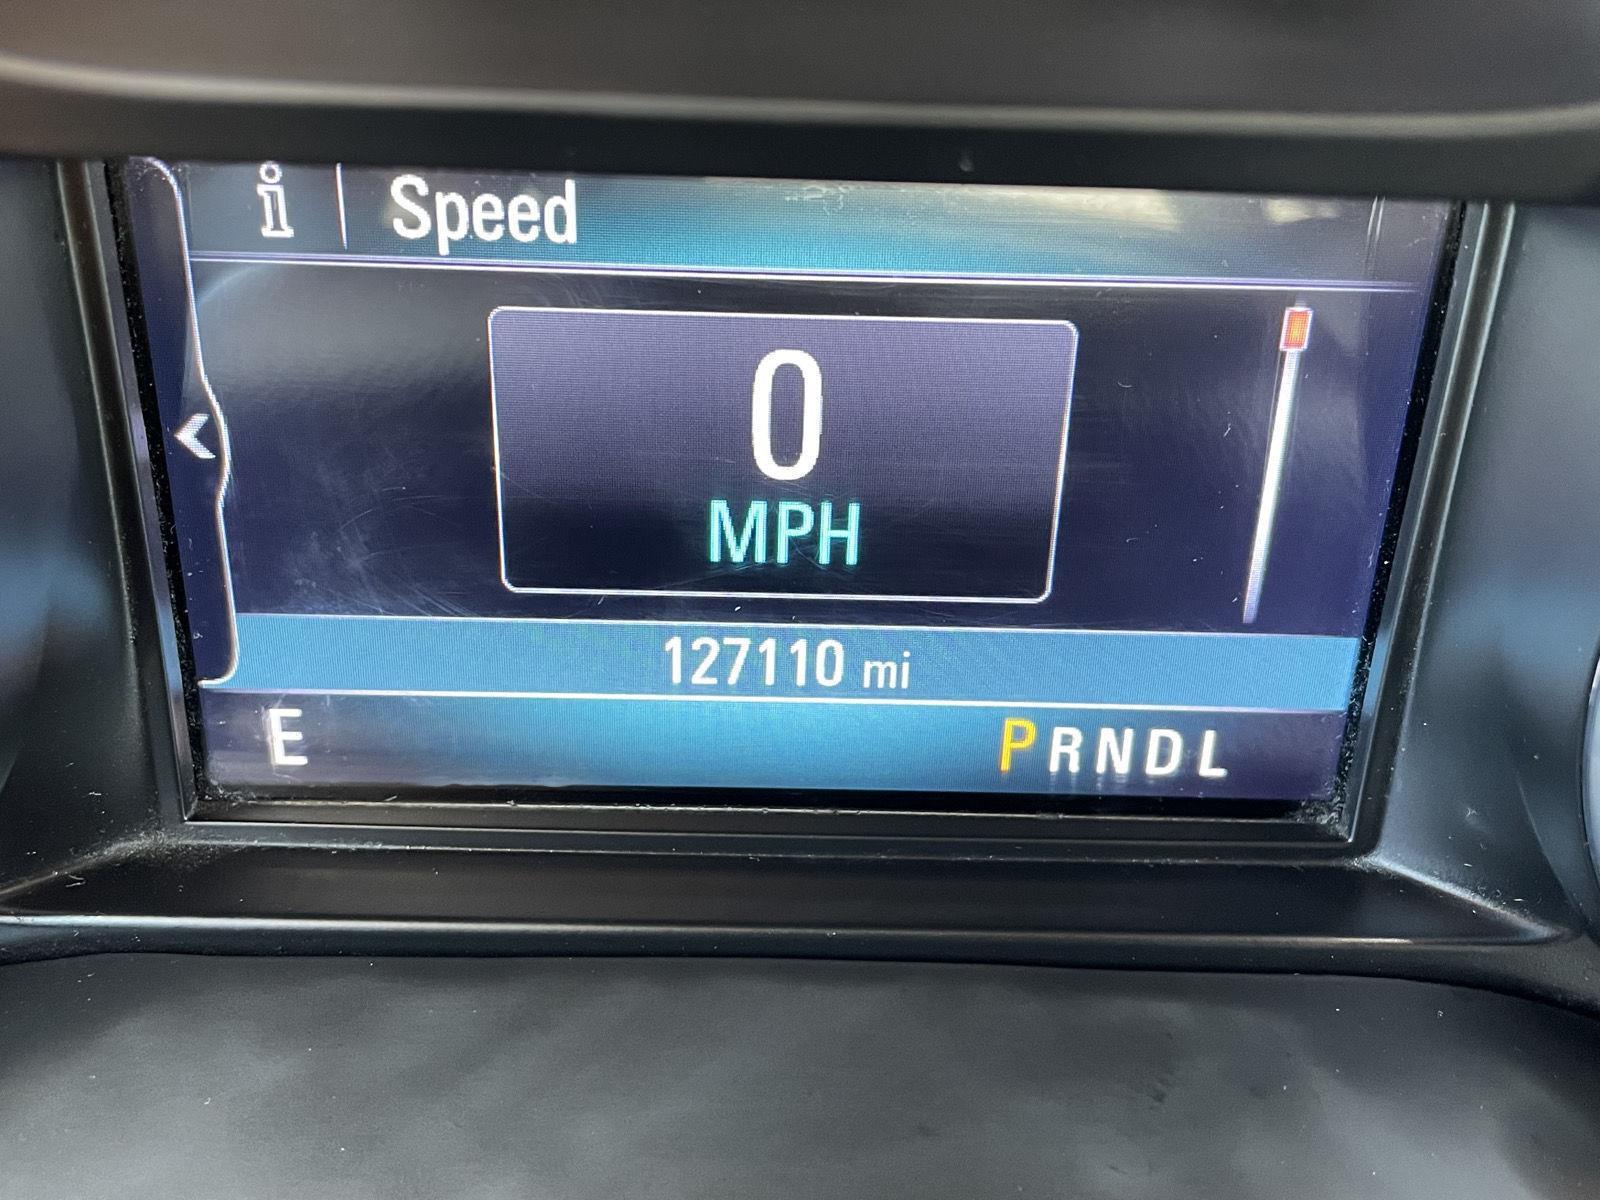 i Speed
0
MPH
127110 mi
E PRNDL